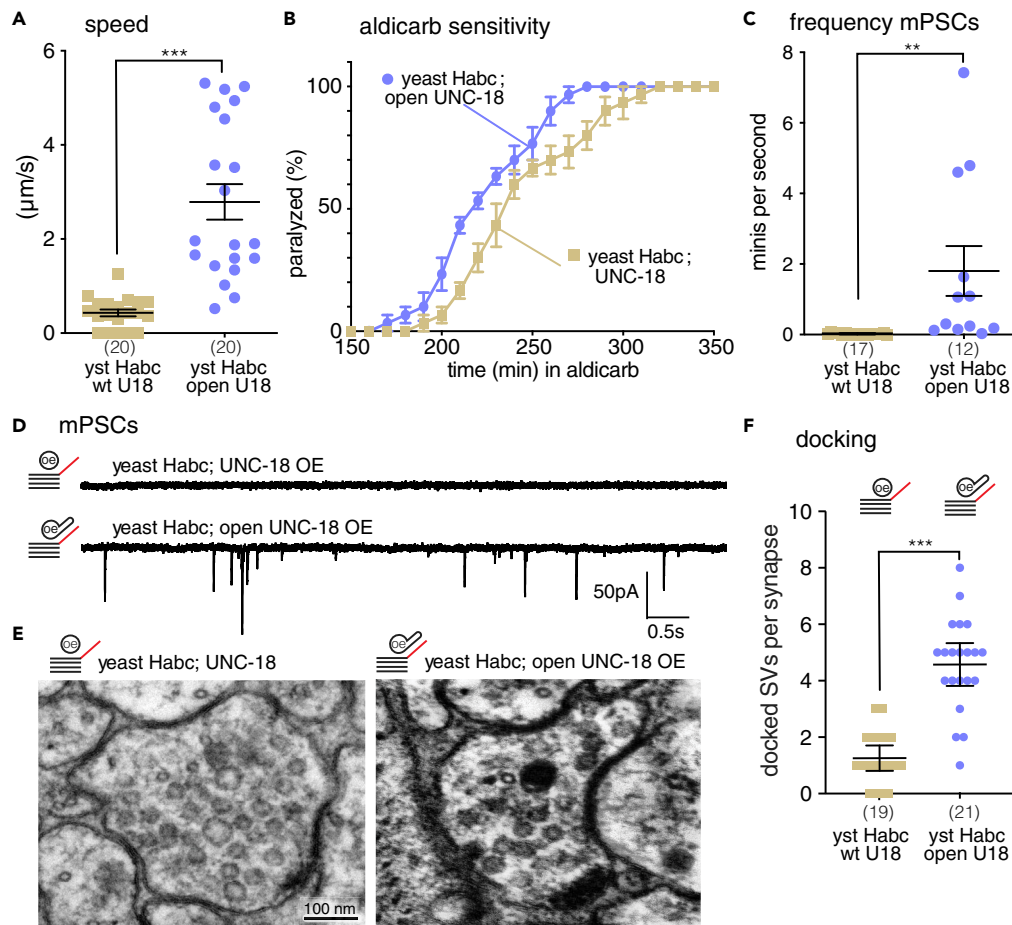 A speed
***
6
4
2
0
(µm/s)
(20)
(20)
yst Habc
wt U18
yst Habc
open U18
B aldicarb sensitivity
100
50
0
paralyzed (%)
yeast Habc;
open UNC-18
yeast Habc;
UNC-18
150
200
250
300
350
time (min) in aldicarb
C frequency mPSCs
**
8
6
4
2
0
minis per second
(17)
(12)
yst Habc
wt U18
yst Habc
open U18
D mPSCs
oe
yeast Habc; UNC-18 OE
oe
yeast Habc; open UNC-18 OE
50pA
0.5s
E
oe
yeast Habc; UNC-18
oe
yeast Habc; open UNC-18 OE
100 nm
F docking
oe
oe
***
10
8
6
4
2
0
docked SVs per synapse
(19)
(21)
yst Habc
wt U18
yst Habc
open U18